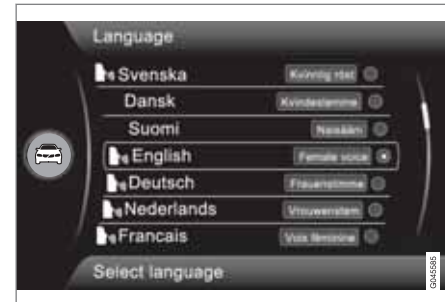 Language
Svenska Kvinnlig röst
Dansk Kvindestemme
Suomi Naisääni
English Female voice
Deutsch Frauenstimme
Nederlands Vrouwenstem
Francais Voix féminine
Select language
G045585